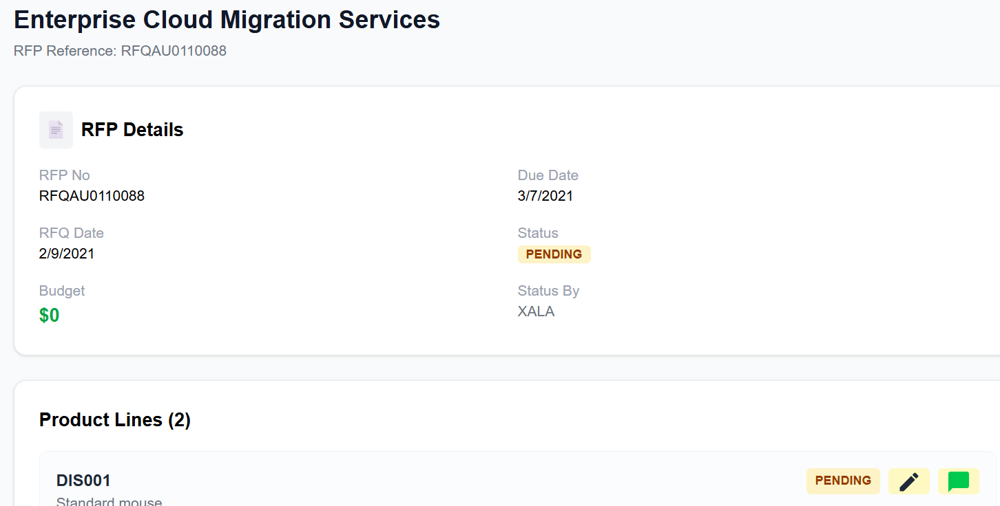 Enterprise Cloud Migration Services
RFP Reference: RFQAU0110088
RFP Details
RFP No
RFQAU0110088
Due Date
3/7/2021
RFQ Date
2/9/2021
Status
PENDING
Budget
$0
Status By
XALA
Product Lines (2)
DIS001
PENDING
Standard mouse